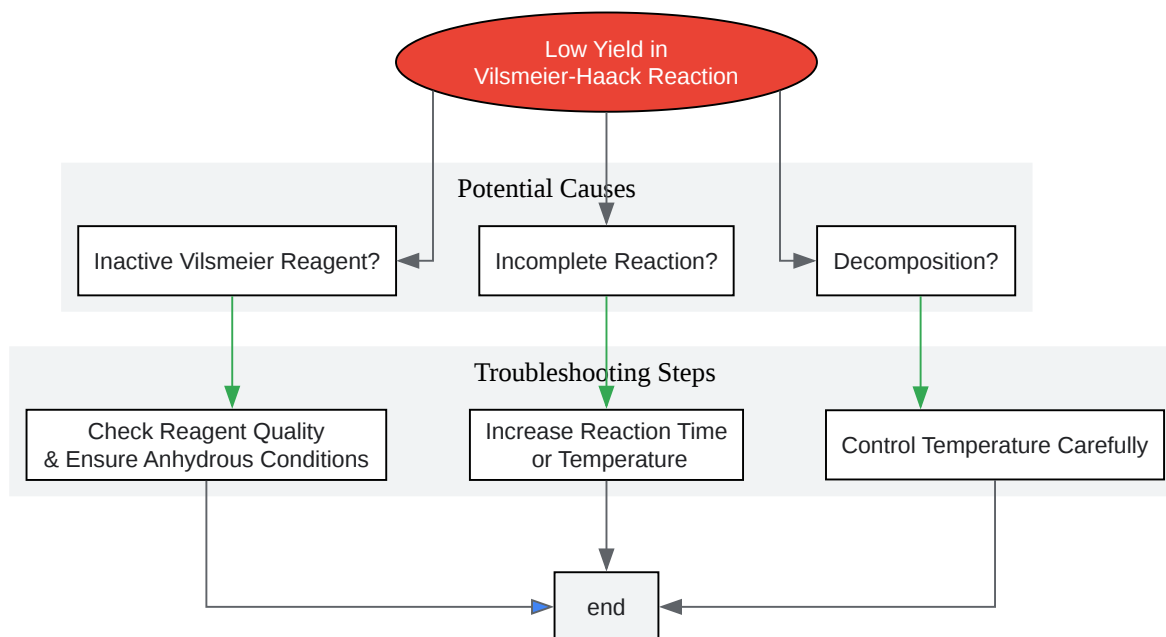 Low Yield in
Vilsmeier-Haack Reaction
Potential Causes
Inactive Vilsmeier Reagent?
Incomplete Reaction?
Decomposition?
Troubleshooting Steps
Check Reagent Quality
& Ensure Anhydrous Conditions
Increase Reaction Time
or Temperature
Control Temperature Carefully
end